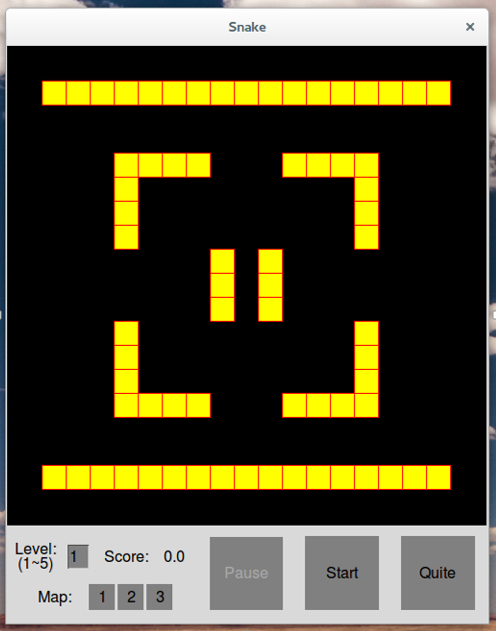 Snake ×
Level: 1 Score: 0.0
(1~5)
Map: 1 2 3
Pause Start Quite